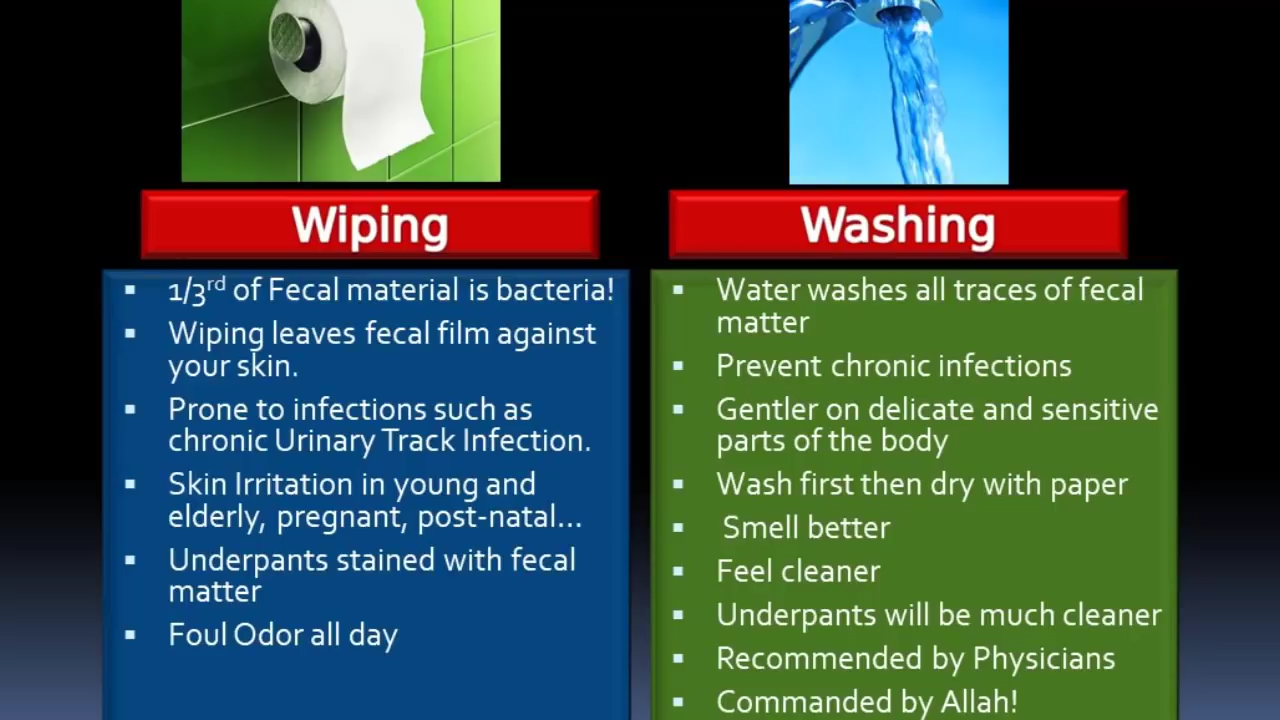 Wiping
1/3rd of Fecal material is bacteria!
Wiping leaves fecal film against
your skin.
Prone to infections such as
chronic Urinary Track Infection.
Skin Irritation in young and
elderly, pregnant, post-natal...
Underpants stained with fecal
matter
Foul Odor all day
Washing
Water washes all traces of fecal
matter
Prevent chronic infections
Gentler on delicate and sensitive
parts of the body
Wash first then dry with paper
Smell better
Feel cleaner
Underpants will be much cleaner
Recommended by Physicians
Commanded by Allah!